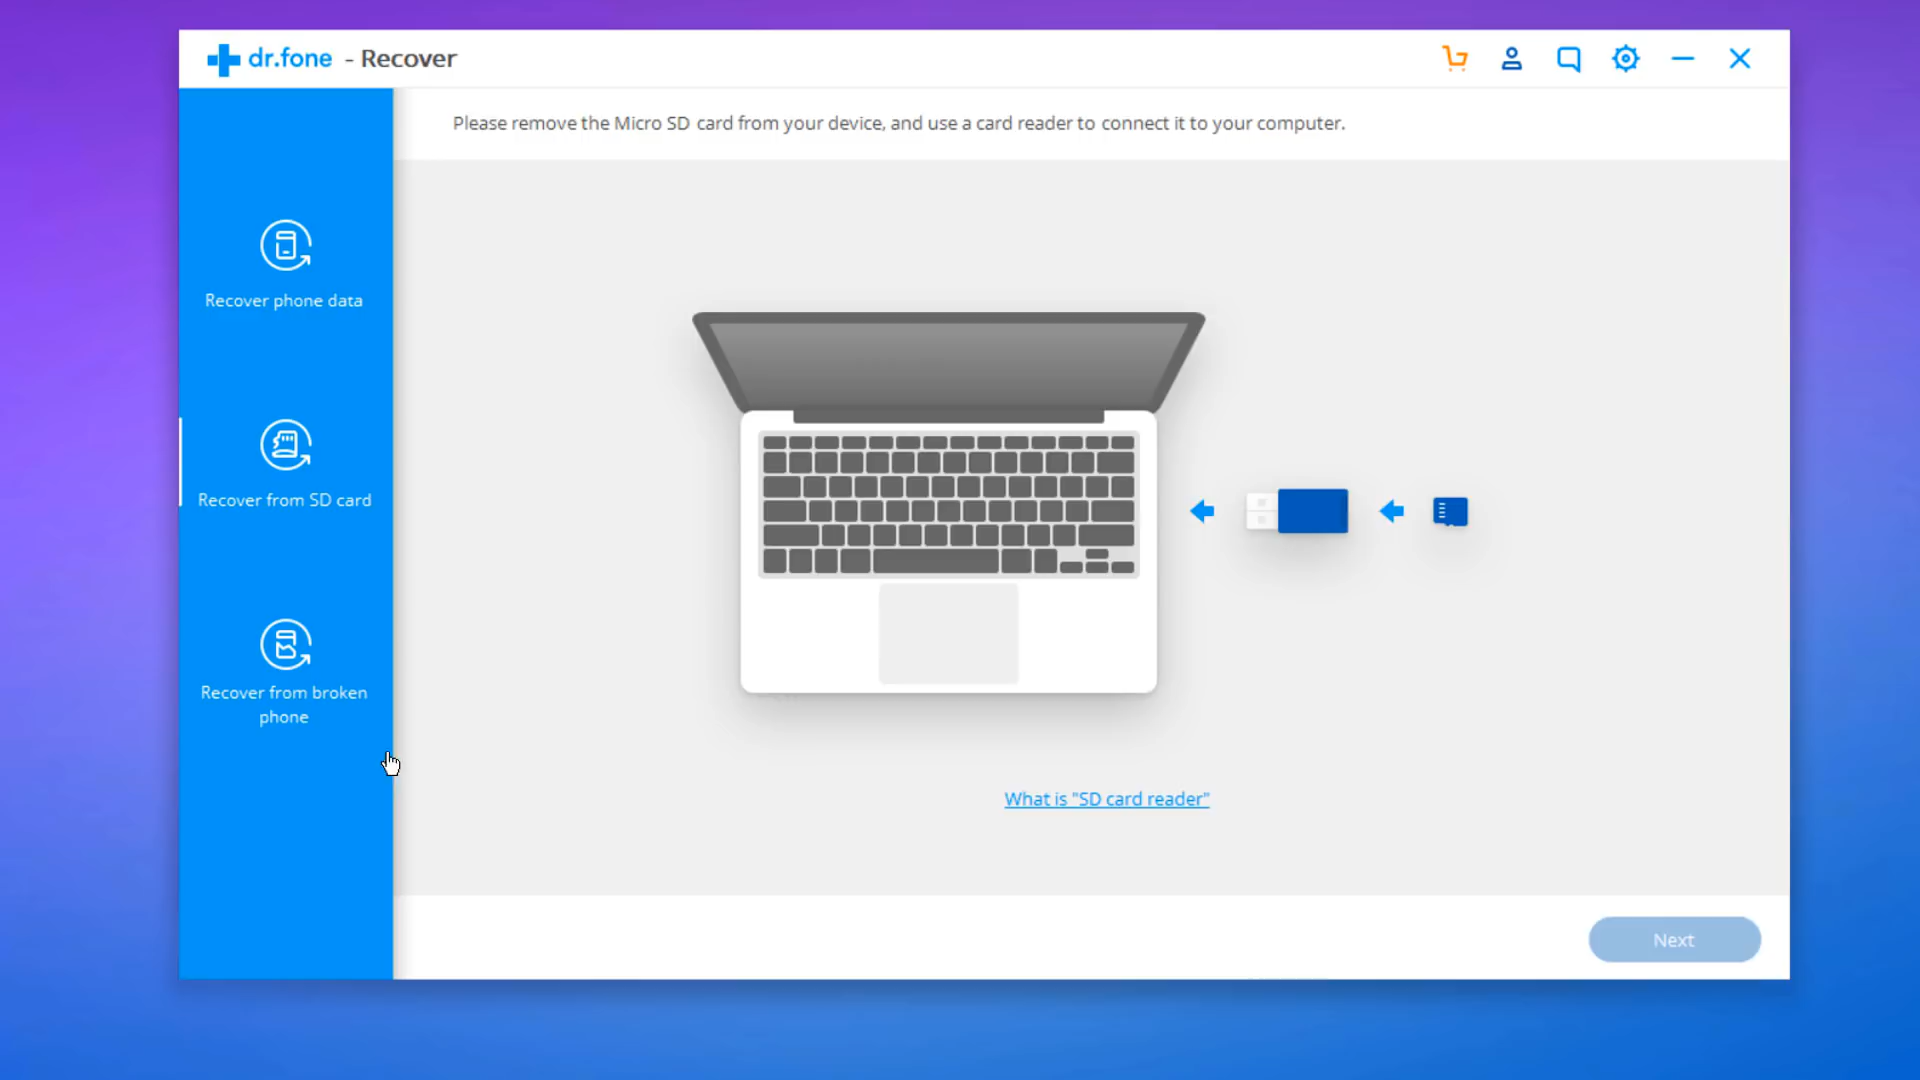 dr.fone - Recover
Please remove the Micro SD card from your device, and use a card reader to connect it to your computer.
Recover phone data
Recover from SD card
Recover from broken
phone
What is "SD card reader"
Next